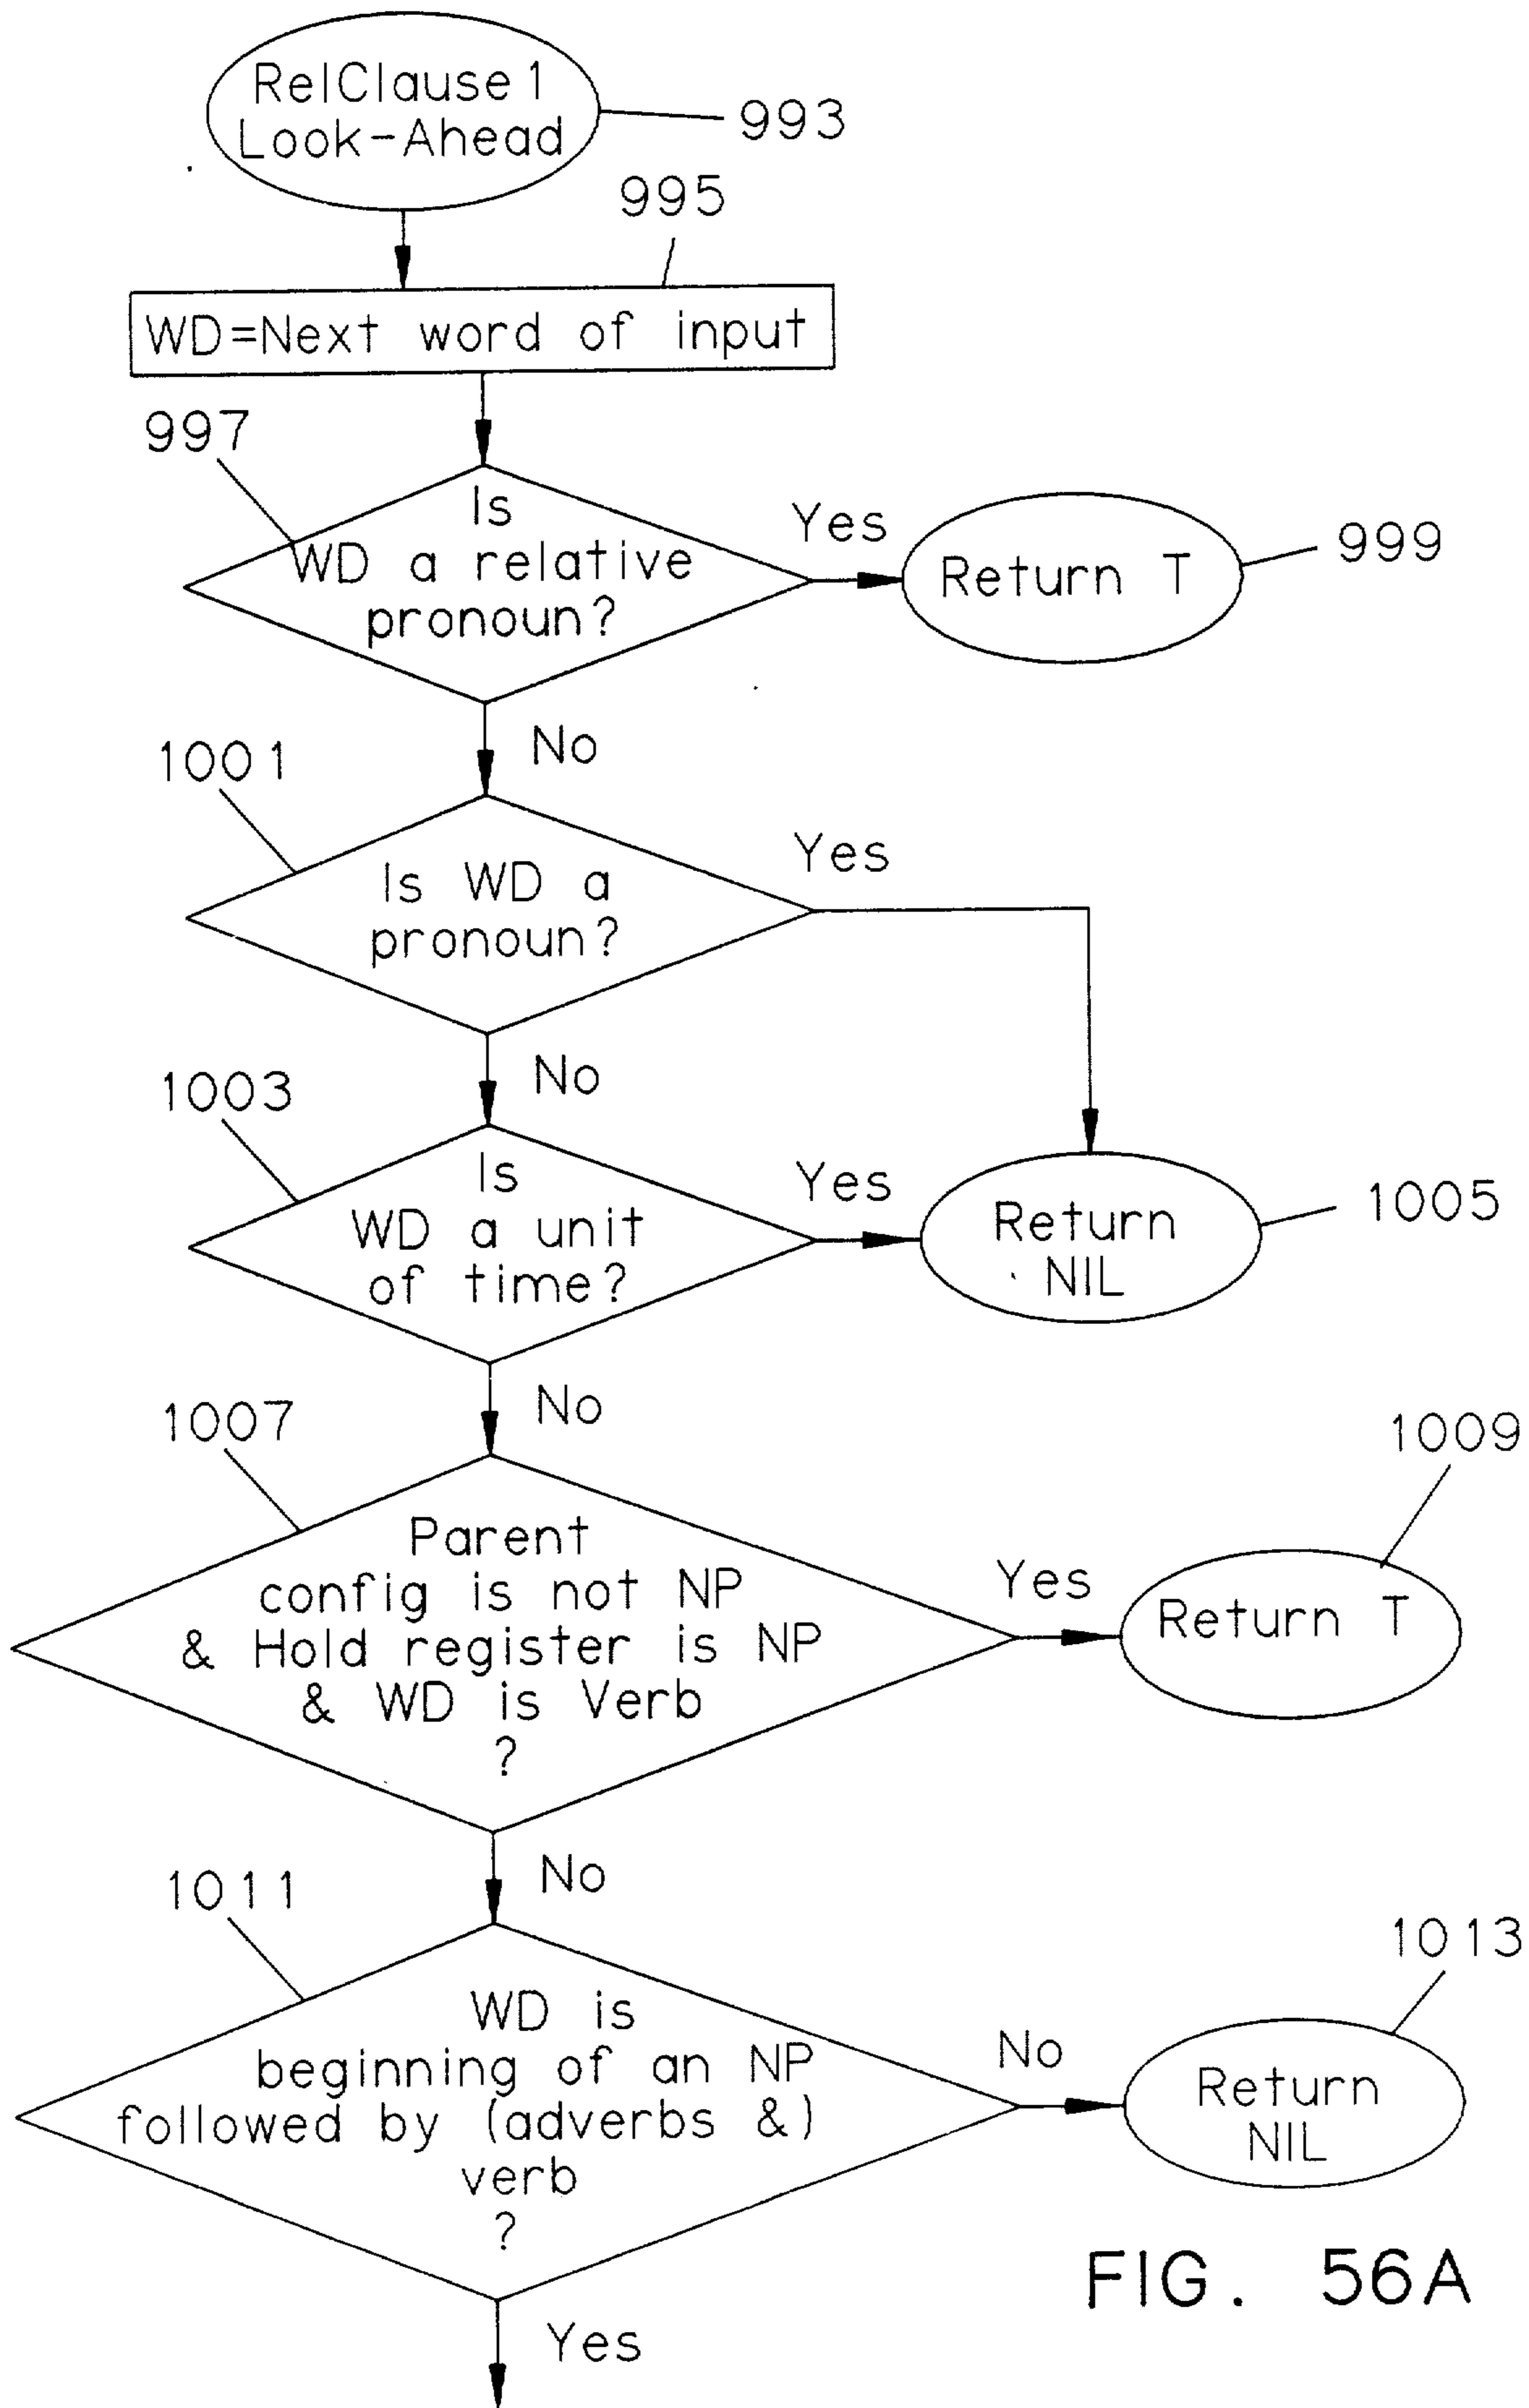 RelClause1
Look-Ahead
993
995
WD=Next word of input
997
Is
WD a relative
pronoun?
Yes
Return T
999
No
1001
Is WD a
pronoun?
Yes
No
1003
Is
WD a unit
of time?
Yes
Return
NIL
1005
No
1007
Parent
config is not NP
& Hold register is NP
& WD is Verb
?
Yes
Return T
1009
No
1011
WD is
beginning of an NP
followed by (adverbs &)
verb
?
No
Return
NIL
1013
Yes
FIG. 56A